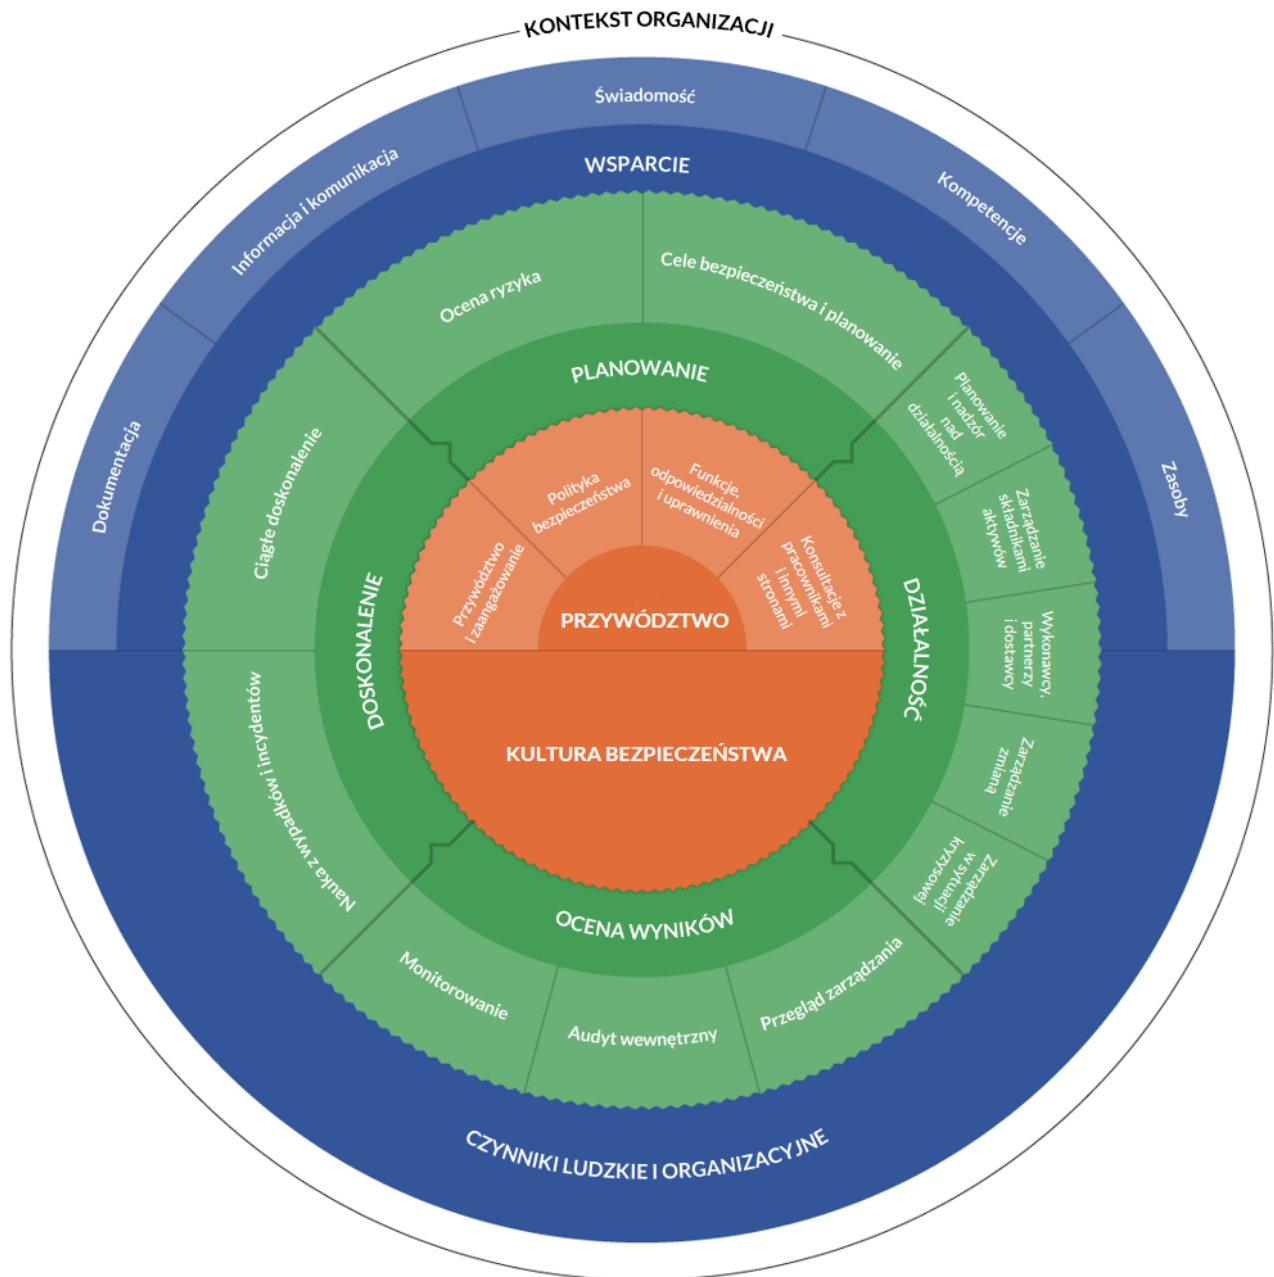 KONTEKST ORGANIZACJI
Świadomość
WSPARCIE
Informacja i komunikacja
Kompetencje
Dokumentacja
Zasoby
Ocena ryzyka
Cele bezpieczeństwa i planowanie
PLANOWANIE
Ciągłe doskonalenie
Planowanie
i nadzór
nad
działalnością
Zarządzanie
składnikami
aktywów
Wykonawcy,
partnerzy
i dostawcy
Zarządzanie
zmianą
Zarządzanie
w sytuacji
kryzysowej
DOSKONALENIE
DZIAŁALNOŚĆ
Przywództwo
i zaangażowanie
Polityka
bezpieczeństwa
Funkcje,
odpowiedzialności
i uprawnienia
Konsultacje z
pracownikami
i innymi
stronami
PRZYWÓDZTWO
KULTURA BEZPIECZEŃSTWA
Nauka z wypadków i incydentów
OCENA WYNIKÓW
Monitorowanie
Audyt wewnętrzny
Przegląd zarządzania
CZYNNIKI LUDZKIE I ORGANIZACYJNE